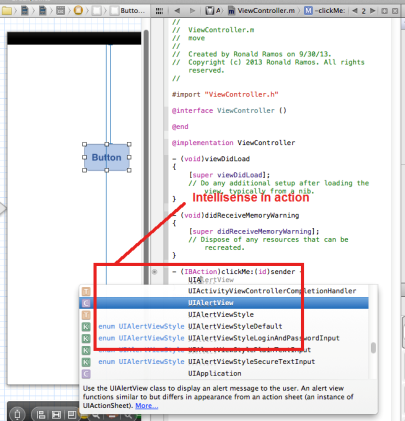 Butto...
ViewController.m
-clickMe:
2
//
// ViewController.m
// move
//
// Created by Ronald Ramos on 9/30/13.
// Copyright (c) 2013 Ronald Ramos. All rights
reserved.
//
#import "ViewController.h"
@interface ViewController ()
@end
@implementation ViewController
- (void)viewDidLoad
{
[super viewDidLoad];
// Do any additional setup after loading the
view, typically from a nib.
}
Button
Intellisense in action
- (void)didReceiveMemoryWarning
{
[super didReceiveMemoryWarning];
// Dispose of any resources that can be
recreated.
}
- (IBAction)clickMe:(id)sender {
UIAlertView
UIActivityViewControllerCompletionHandler
C UIAlertView
T UIAlertViewStyle
K enum UIAlertViewStyle UIAlertViewStyleDefault
K enum UIAlertViewStyle UIAlertViewStyleLoginAndPasswordInput
K enum UIAlertViewStyle UIAlertViewStylePlainTextInput
K enum UIAlertViewStyle UIAlertViewStyleSecureTextInput
C UIApplication
Use the UIAlertView class to display an alert message to the user. An alert view
functions similar to but differs in appearance from an action sheet (an instance of
UIActionSheet). More...